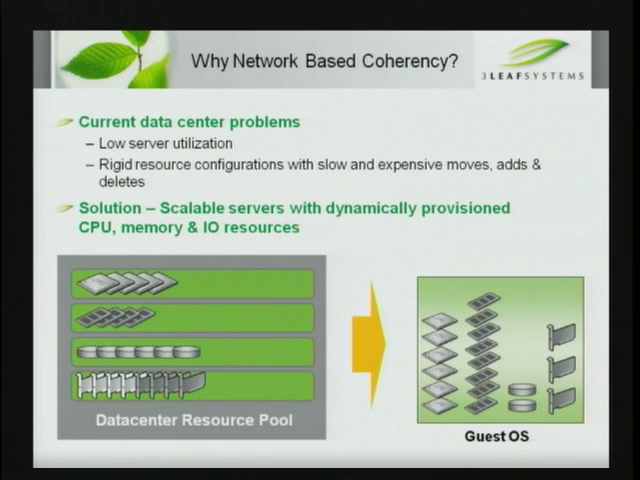 Why Network Based Coherency?
3LEAFSYSTEMS
Current data center problems
– Low server utilization
– Rigid resource configurations with slow and expensive moves, adds &
deletes
Solution – Scalable servers with dynamically provisioned
CPU, memory & IO resources
Datacenter Resource Pool
Guest OS